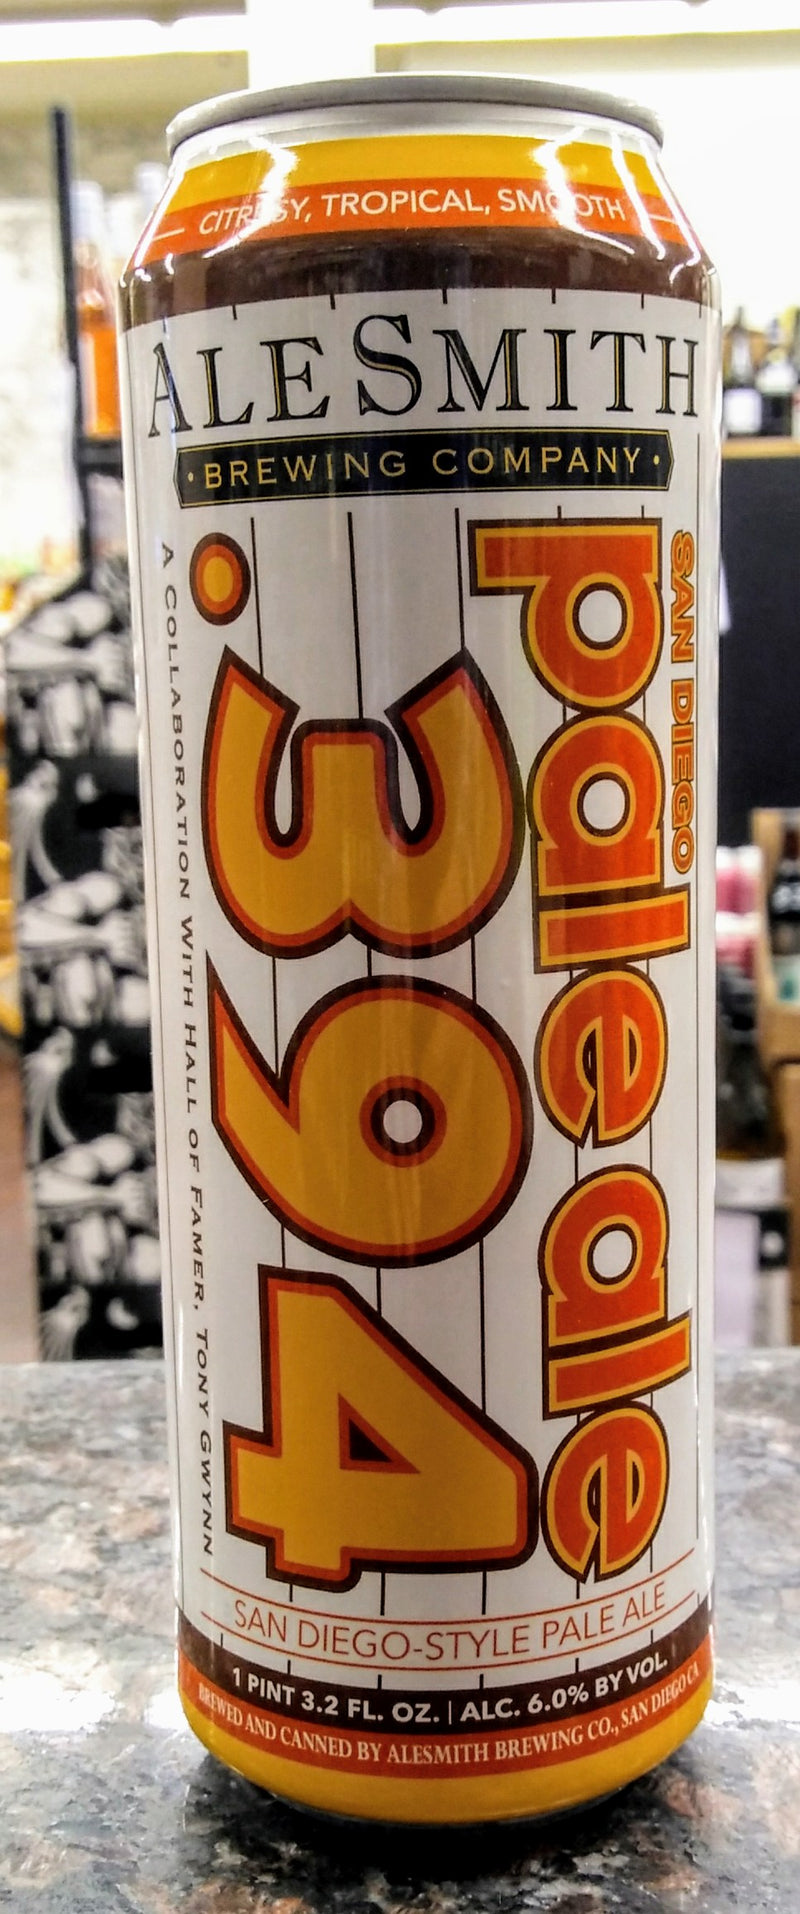 CITRUSY, TROPICAL, SMOOTH
ALESMITH
BREWING COMPANY
SAN DIEGO
pale ale
.394
A COLLABORATION WITH HALL OF FAMER, TONY GWYNN
SAN DIEGO-STYLE PALE ALE
1 PINT 3.2 FL. OZ. | ALC. 6.0% BY VOL.
BREWED AND CANNED BY ALESMITH BREWING CO., SAN DIEGO CA